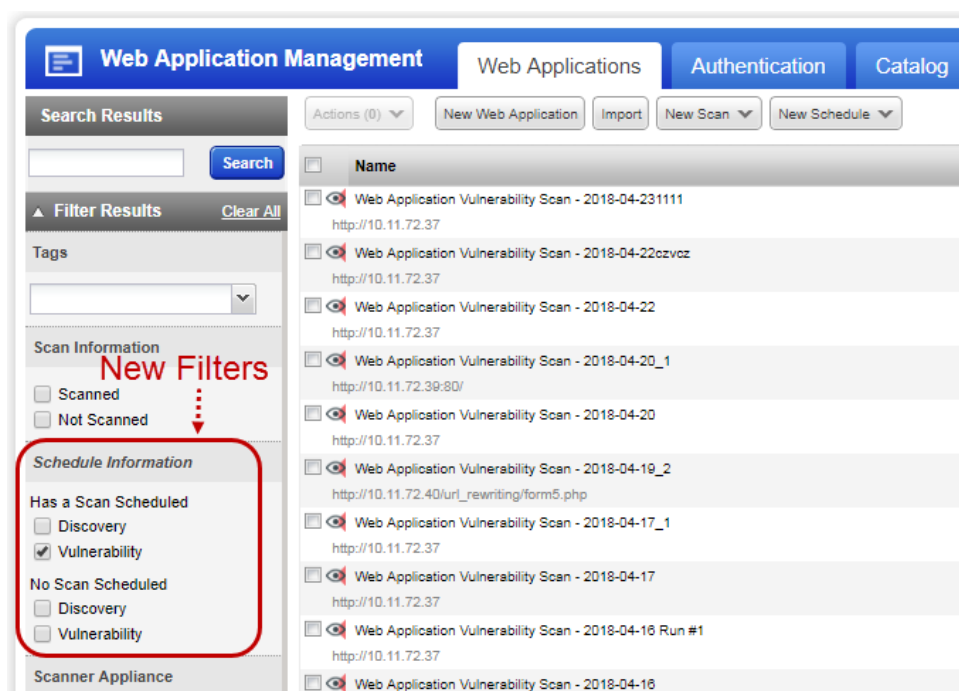 Web Application Management
Web Applications
Authentication
Catalog
Search Results
Search
Filter Results
Clear All
Tags
Scan Information
New Filters
Scanned
Not Scanned
Schedule Information
Has a Scan Scheduled
Discovery
Vulnerability
No Scan Scheduled
Discovery
Vulnerability
Scanner Appliance
Actions (0)
New Web Application
Import
New Scan
New Schedule
Name
Web Application Vulnerability Scan - 2018-04-231111
http://10.11.72.37
Web Application Vulnerability Scan - 2018-04-22czvcz
http://10.11.72.37
Web Application Vulnerability Scan - 2018-04-22
http://10.11.72.37
Web Application Vulnerability Scan - 2018-04-20_1
http://10.11.72.39:80/
Web Application Vulnerability Scan - 2018-04-20
http://10.11.72.37
Web Application Vulnerability Scan - 2018-04-19_2
http://10.11.72.40/url_rewriting/form5.php
Web Application Vulnerability Scan - 2018-04-17_1
http://10.11.72.37
Web Application Vulnerability Scan - 2018-04-17
http://10.11.72.37
Web Application Vulnerability Scan - 2018-04-16 Run #1
http://10.11.72.37
Web Application Vulnerability Scan - 2018-04-16